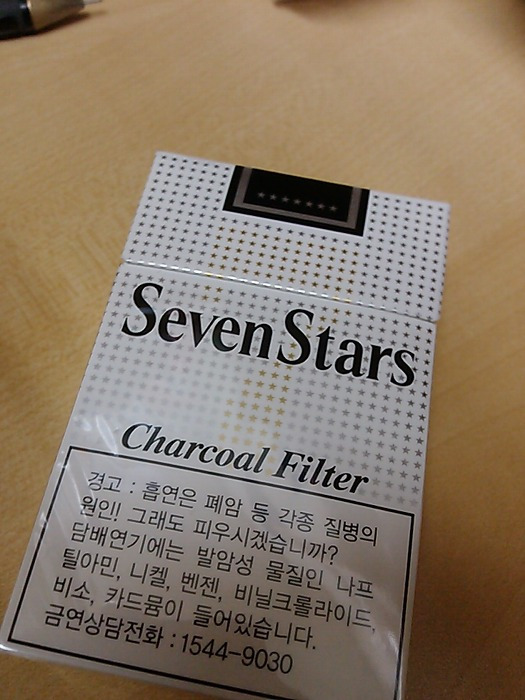 Seven Stars
Charcoal Filter
경고 : 흡연은 폐암 등 각종 질병의
원인! 그래도 피우시겠습니까?
담배연기에는 발암성 물질인 나프
틸아민, 니켈, 벤젠, 비닐크롤라이드,
비소, 카드뮴이 들어있습니다.
금연상담전화 : 1544-9030